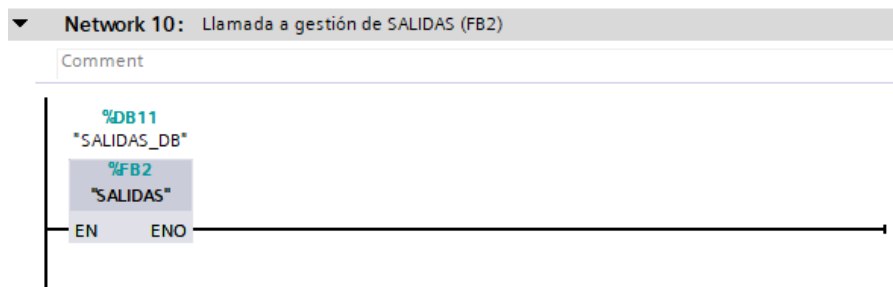 Network 10: Llamada a gestión de SALIDAS (FB2)
Comment
%DB11
"SALIDAS_DB"
%FB2
"SALIDAS"
EN ENO